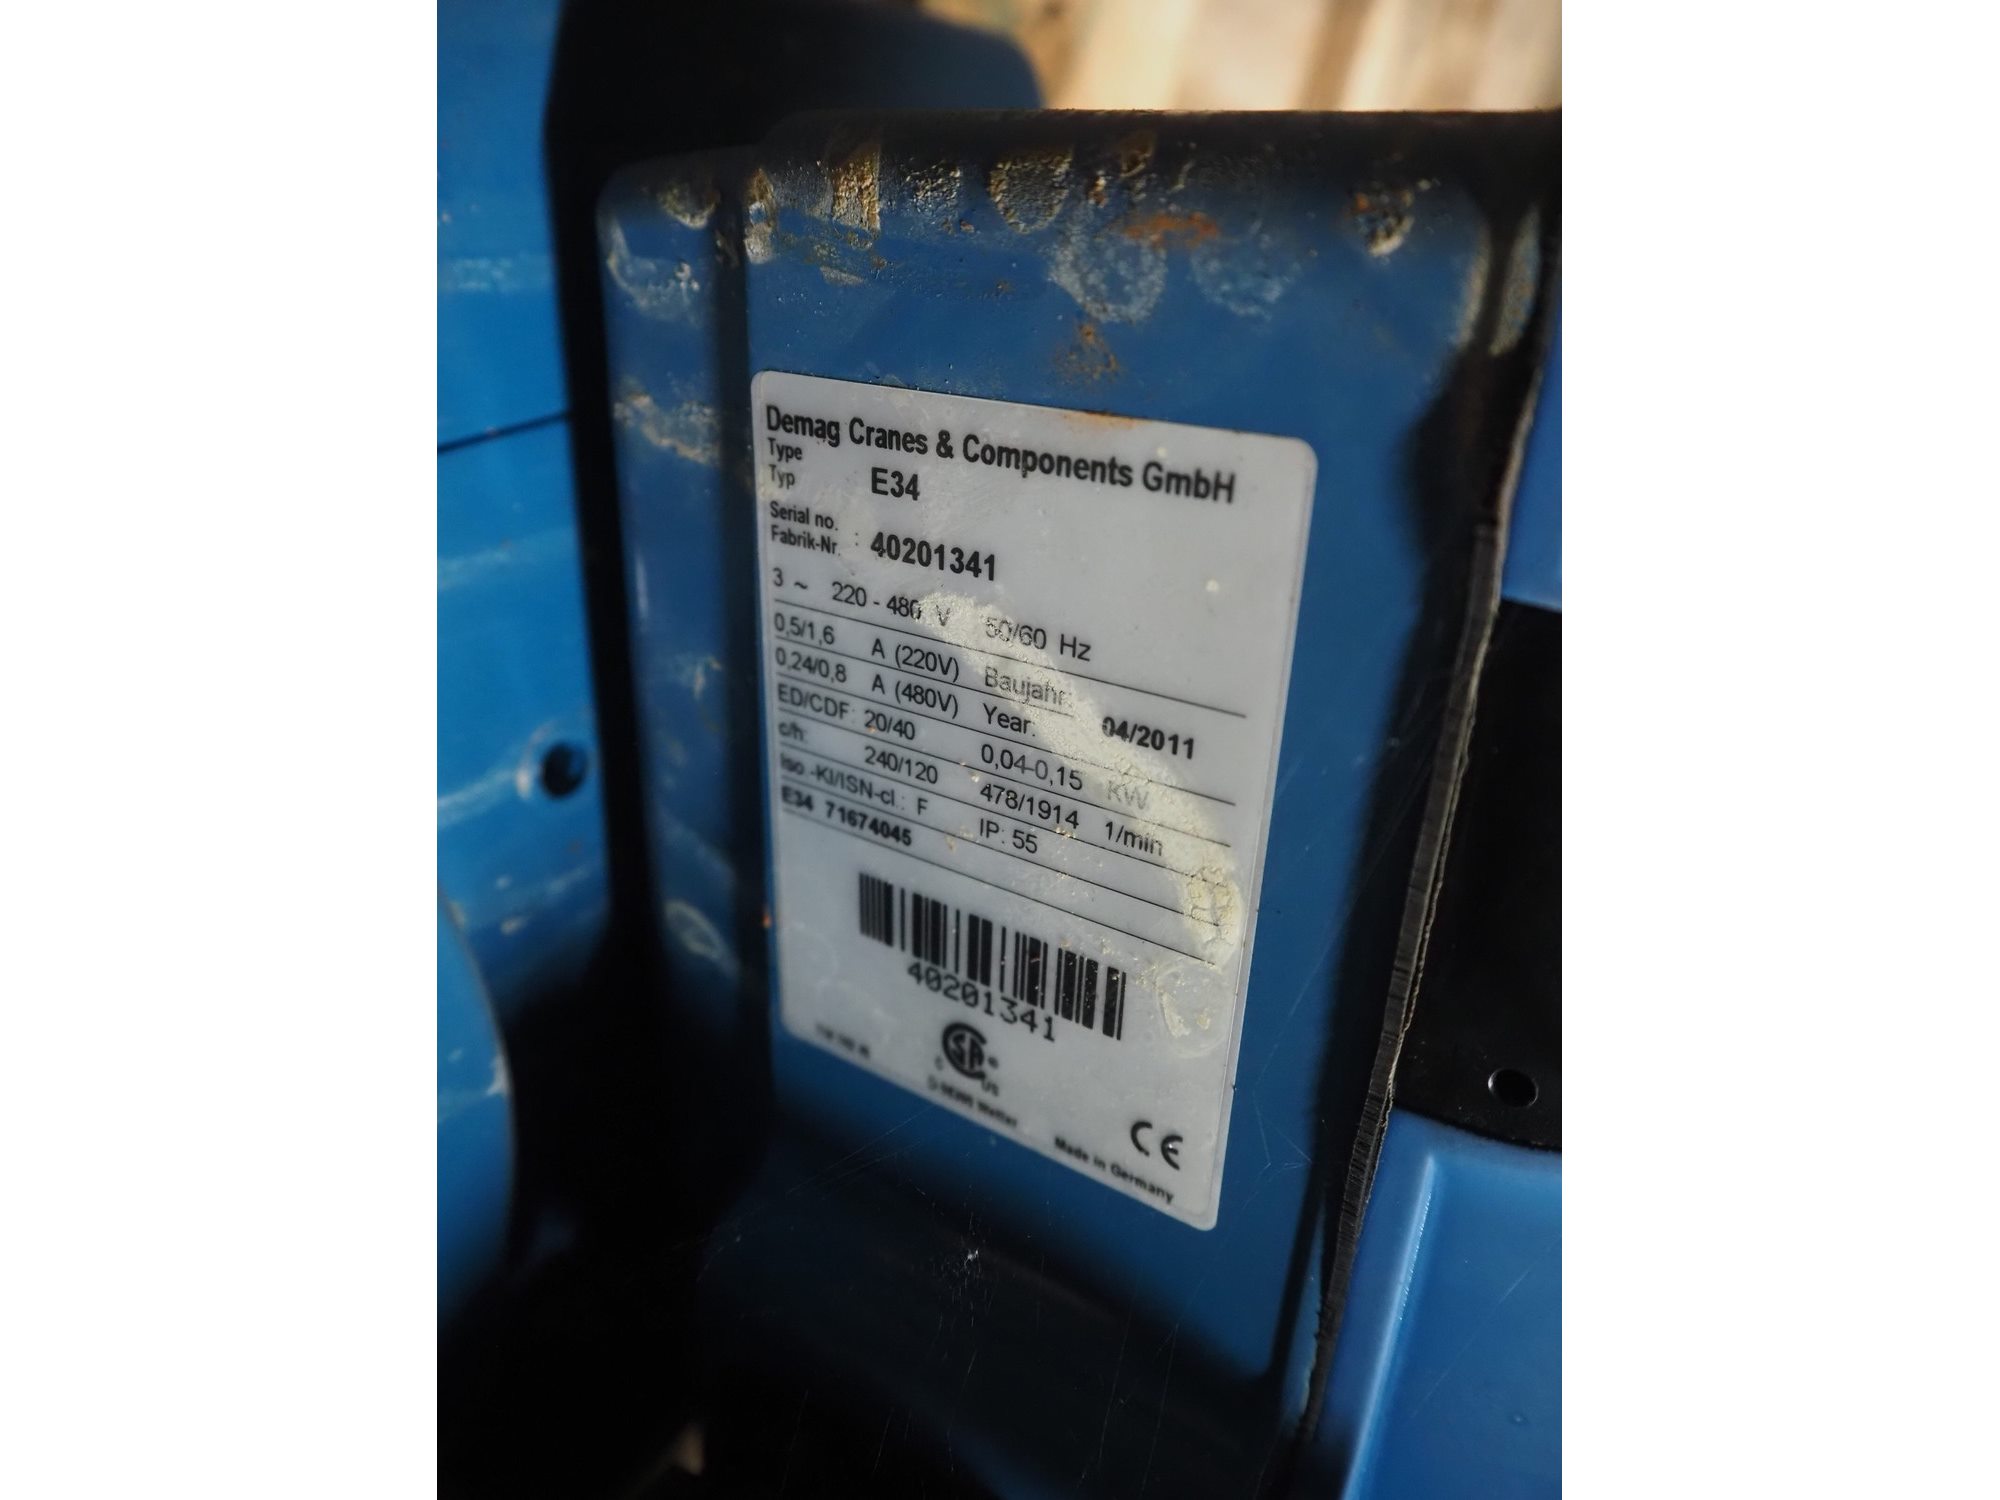 Demag Cranes & Components GmbH
Type
Typ E34
Serial no.
Fabrik-Nr. : 40201341
3 ~ 220 - 480 V 50/60 Hz
0,5/1,6 A (220V) Baujahr:
0,24/0,8 A (480V) Year: 04/2011
ED/CDF: 20/40 0,04-0,15 KW
c/h: 240/120 478/1914 1/min
Iso.-Kl/ISN-cl.: F IP: 55
E34 71674045
40201341
C US
Made in Germany
CE